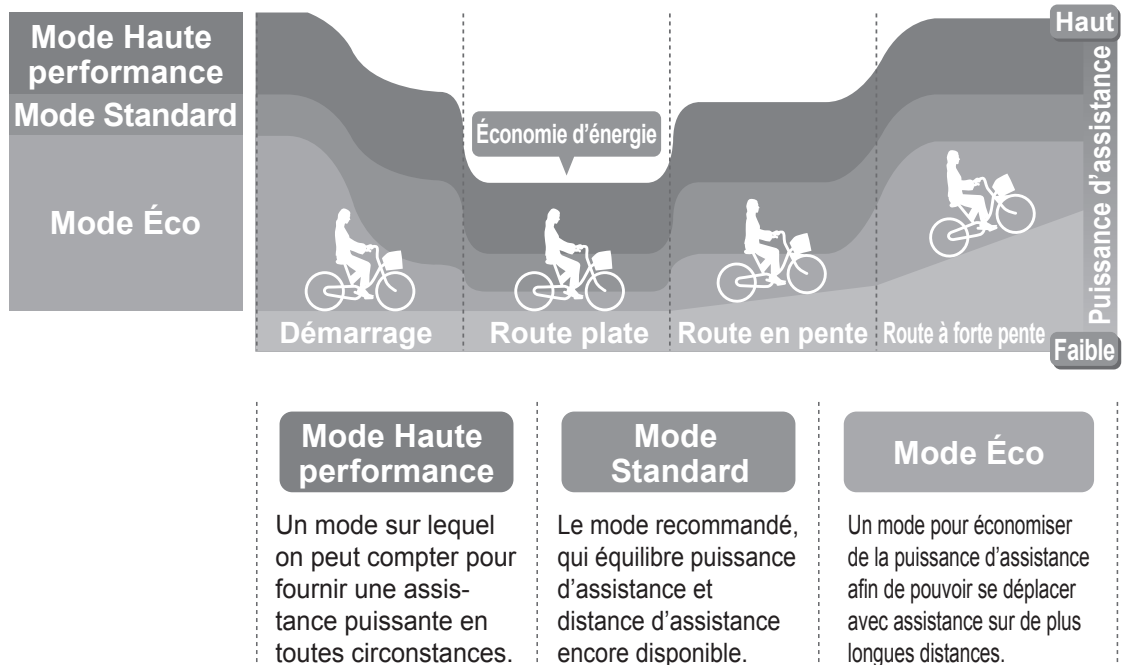 Mode Haute
performance
Mode Standard
Mode Éco
Économie d'énergie
Démarrage
Route plate
Route en pente
Route à forte pente
Haut
Puissance d'assistance
Faible
Mode Haute
performance
Un mode sur lequel
on peut compter pour
fournir une assis-
tance puissante en
toutes circonstances.
Mode
Standard
Le mode recommandé,
qui équilibre puissance
d'assistance et
distance d'assistance
encore disponible.
Mode Éco
Un mode pour économiser
de la puissance d'assistance
afin de pouvoir se déplacer
avec assistance sur de plus
longues distances.